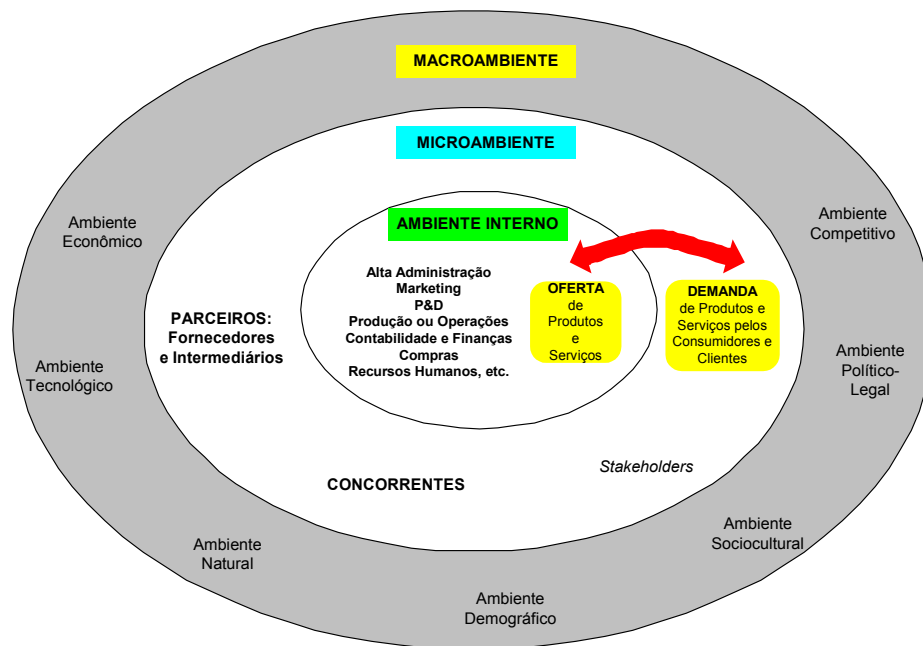 MACROAMBIENTE
MICROAMBIENTE
AMBIENTE INTERNO
Ambiente
Econômico
Ambiente
Competitivo
Alta Administração
Marketing
P&D
Produção ou Operações
Contabilidade e Finanças
Compras
Recursos Humanos, etc.
OFERTA
de
Produtos
e
Serviços
DEMANDA
de Produtos e
Serviços pelos
Consumidores e
Clientes
PARCEIROS:
Fornecedores
e Intermediários
Ambiente
Tecnológico
Ambiente
Político-
Legal
Stakeholders
CONCORRENTES
Ambiente
Natural
Ambiente
Sociocultural
Ambiente
Demográfico